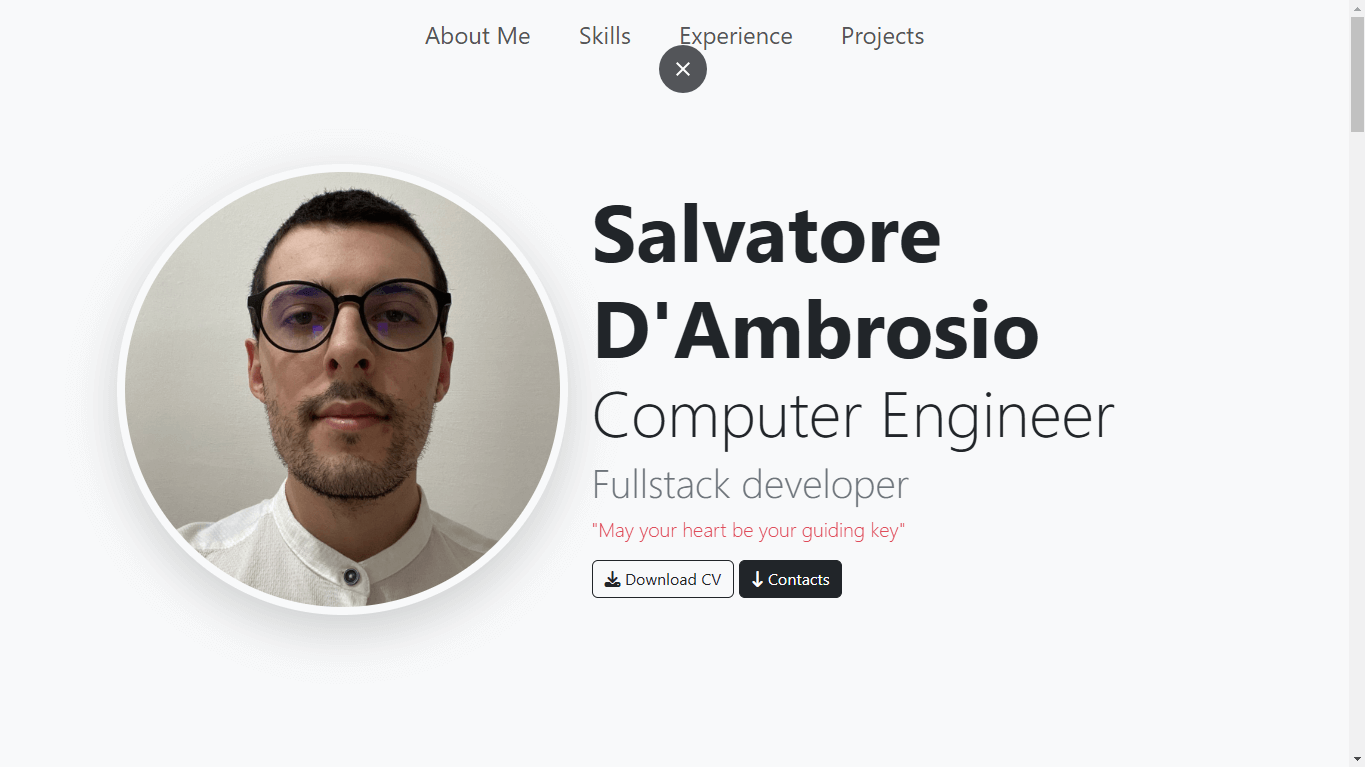 About Me Skills Experience Projects
Salvatore
D'Ambrosio
Computer Engineer
Fullstack developer
"May your heart be your guiding key"
Download CV Contacts